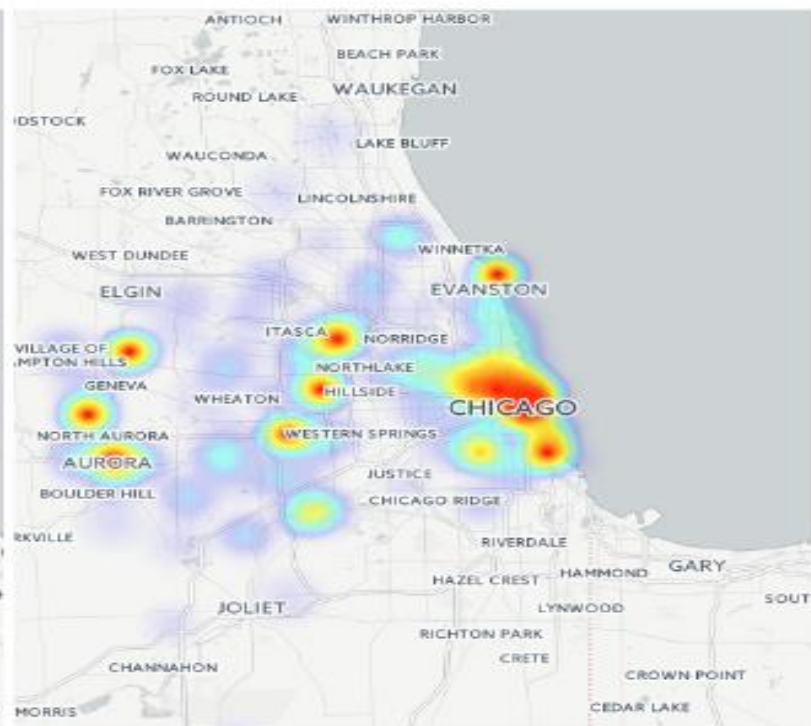 ANTIOCH
WINTHROP HARBOR
BEACH PARK
FOX LAKE
WAUKEGAN
ROUND LAKE
DSTOCK
LAKE BLUFF
WAUCONDA
FOX RIVER GROVE
LINCOLNSHIRE
BARRINGTON
WINNETKA
WEST DUNDEE
ELGIN
EVANSTON
ITASCA
NORRIDGE
VILLAGE OF
MPTON HILLS
NORTHLAKE
GENEVA
WHEATON
HILLSIDE
CHICAGO
NORTH AURORA
WESTERN SPRINGS
AURORA
JUSTICE
BOULDER HILL
CHICAGO RIDGE
RKVILLE
RIVERDALE
GARY
HAMMOND
HAZEL CREST
SOUT
JOLIET
LYNWOOD
RICHTON PARK
CRETE
CHANNAHON
CROWN POINT
MORRIS
CEDAR LAKE